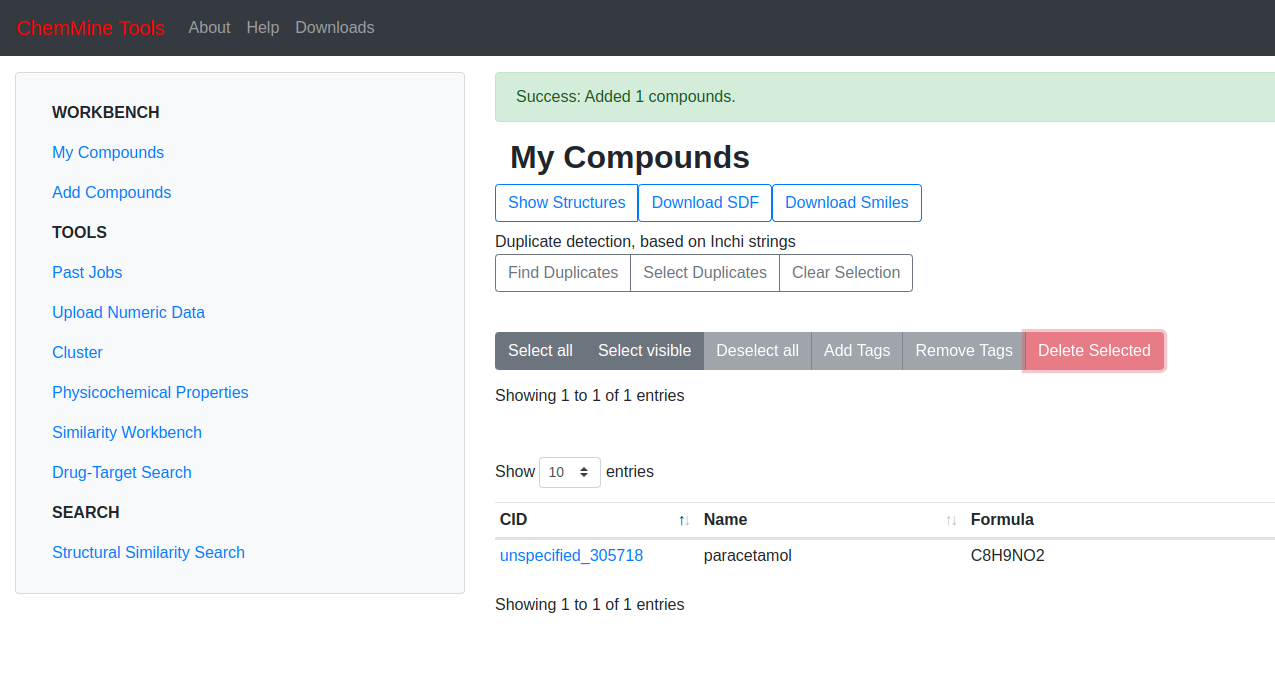 ChemMine Tools About Help Downloads
WORKBENCH
My Compounds
Add Compounds
TOOLS
Past Jobs
Upload Numeric Data
Cluster
Physicochemical Properties
Similarity Workbench
Drug-Target Search
SEARCH
Structural Similarity Search
Success: Added 1 compounds.
My Compounds
Show Structures Download SDF Download Smiles
Duplicate detection, based on Inchi strings
Find Duplicates Select Duplicates Clear Selection
Select all Select visible Deselect all Add Tags Remove Tags Delete Selected
Showing 1 to 1 of 1 entries
Show 10 entries
CID Name Formula
unspecified_305718 paracetamol C8H9NO2
Showing 1 to 1 of 1 entries